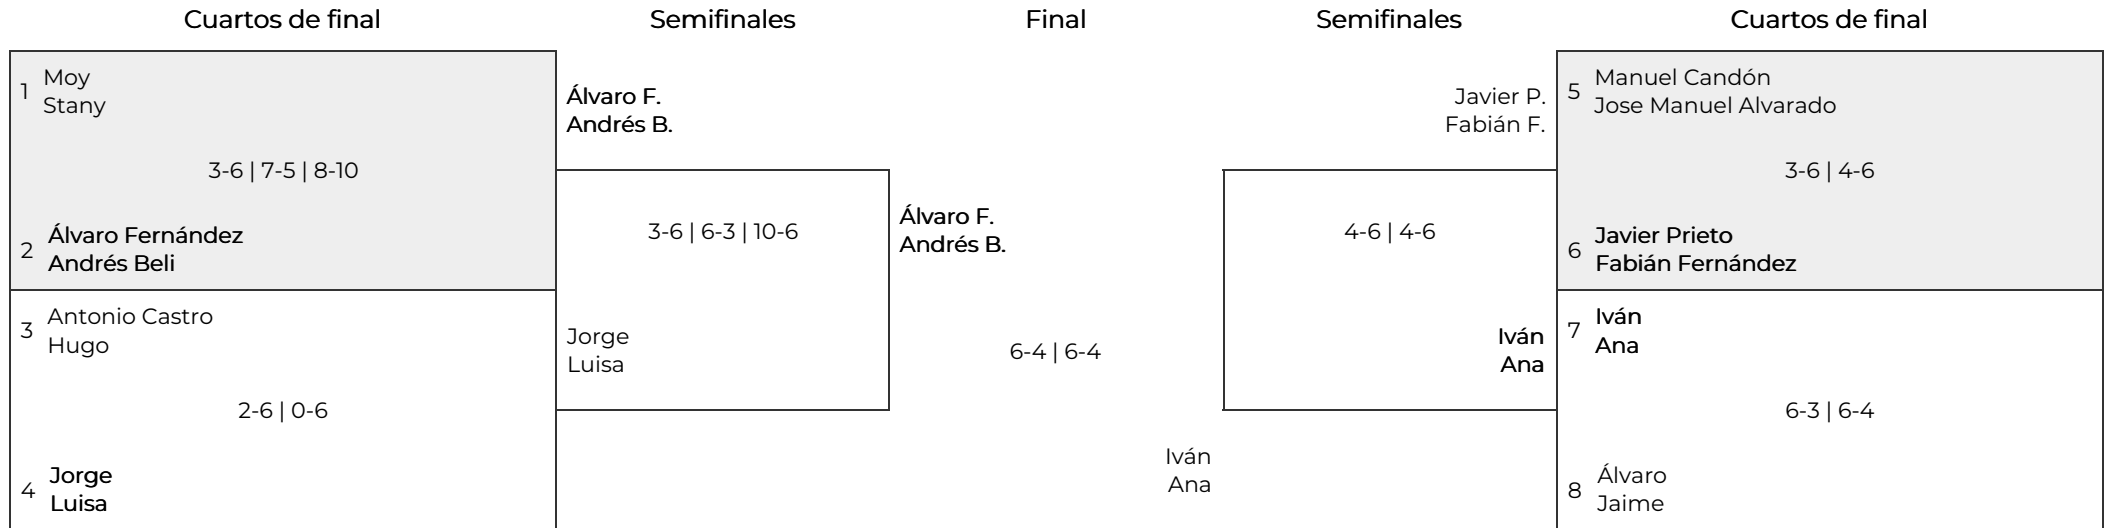 Cuartos de final
Semifinales
Final
Semifinales
Cuartos de final
1
Moy
Stany
3-6 | 7-5 | 8-10
2
Álvaro Fernández
Andrés Beli
3
Antonio Castro
Hugo
2-6 | 0-6
4
Jorge
Luisa
Álvaro F.
Andrés B.
3-6 | 6-3 | 10-6
Jorge
Luisa
Álvaro F.
Andrés B.
6-4 | 6-4
Iván
Ana
Javier P.
Fabián F.
4-6 | 4-6
Iván
Ana
5
Manuel Candón
Jose Manuel Alvarado
3-6 | 4-6
6
Javier Prieto
Fabián Fernández
7
Iván
Ana
6-3 | 6-4
8
Álvaro
Jaime